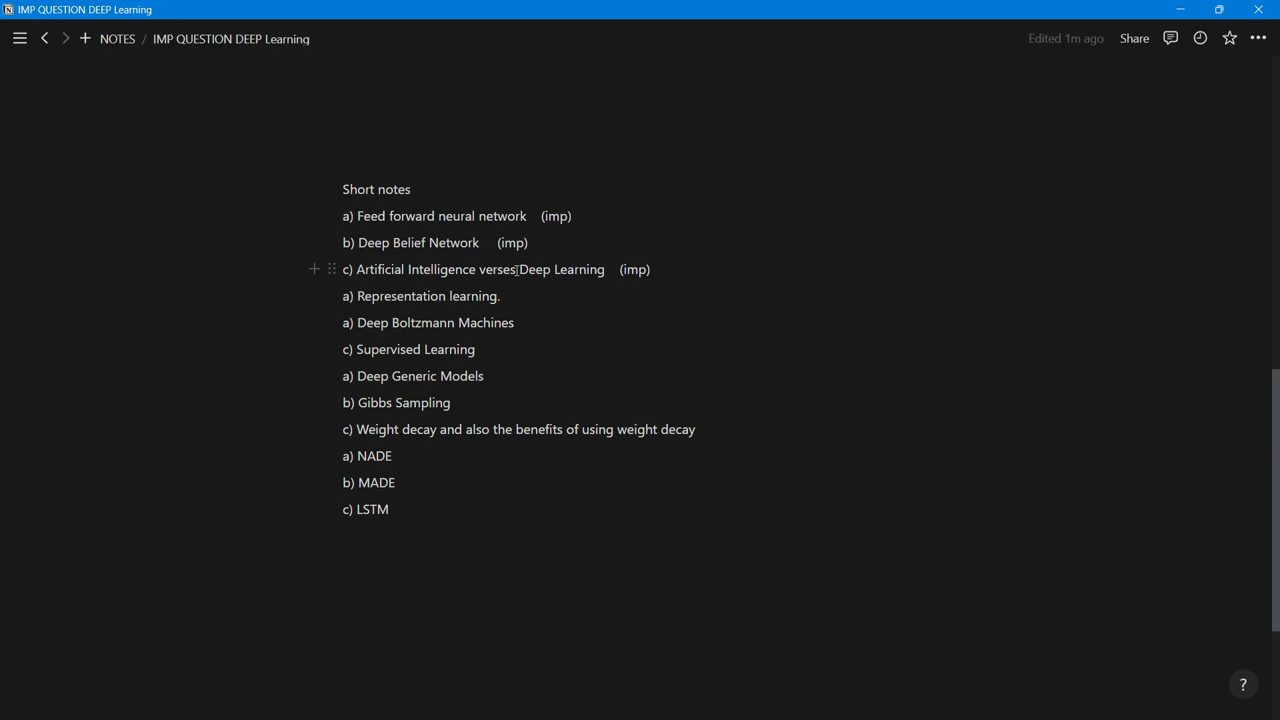 IMP QUESTION DEEP Learning
NOTES / IMP QUESTION DEEP Learning
Edited 1m ago Share
Short notes
a) Feed forward neural network (imp)
b) Deep Belief Network (imp)
c) Artificial Intelligence verses Deep Learning (imp)
a) Representation learning.
a) Deep Boltzmann Machines
c) Supervised Learning
a) Deep Generic Models
b) Gibbs Sampling
c) Weight decay and also the benefits of using weight decay
a) NADE
b) MADE
c) LSTM
?